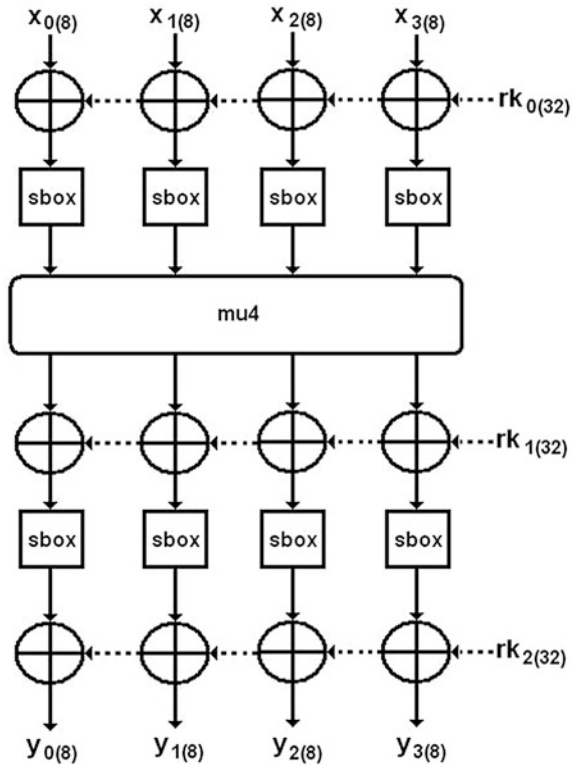 x0(8) x1(8) x2(8) x3(8)
rk0(32)
sbox sbox sbox sbox
mu4
rk1(32)
sbox sbox sbox sbox
rk2(32)
y0(8) y1(8) y2(8) y3(8)